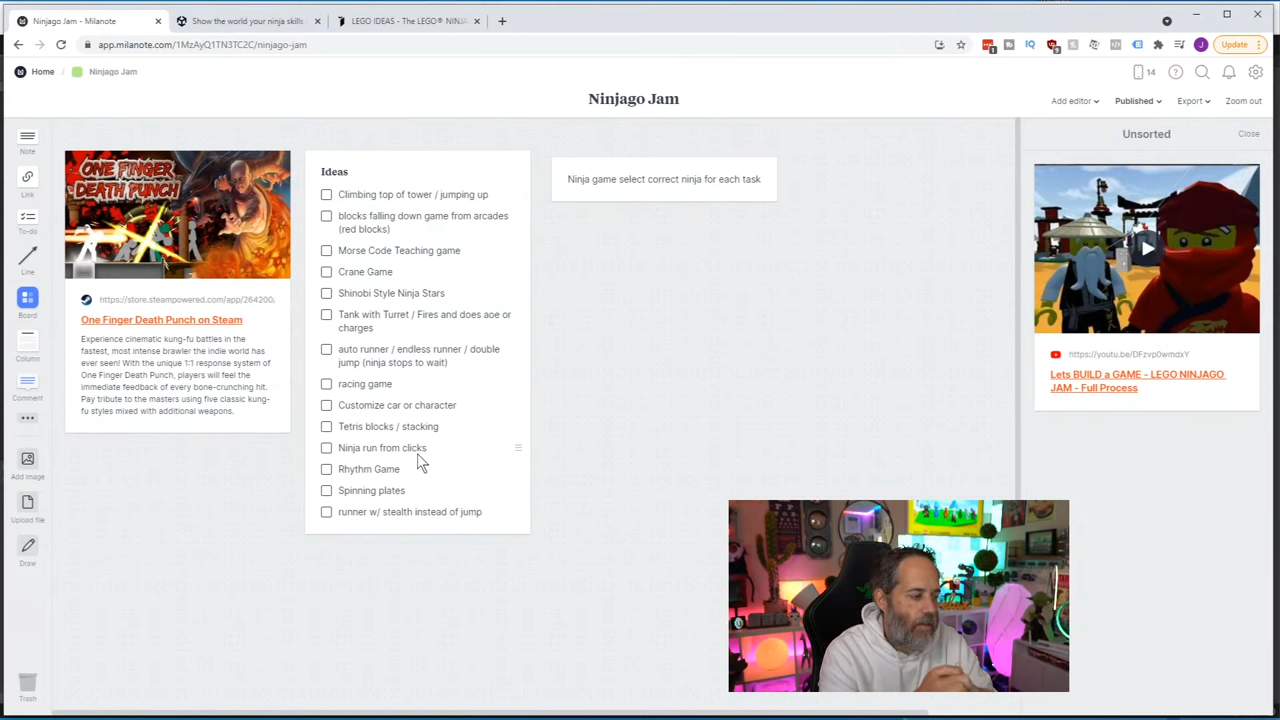 Ninjago Jam - Milanote
Show the world your ninja skills
LEGO IDEAS - The LEGO® NINJA
app.milanote.com/1MzAyQ1TN3TC2C/ninjago-jam
IQ
J
Update
Home / Ninjago Jam
14
Ninjago Jam
Add editor
Published
Export
Zoom out
Note
Link
To-do
Line
Board
Column
Comment
Add image
Upload file
Draw
Trash
ONE FINGER
DEATH PUNCH
https://store.steampowered.com/app/264200/
One Finger Death Punch on Steam
Experience cinematic kung-fu battles in the
fastest, most intense brawler the indie world has
ever seen! With the unique 1:1 response system of
One Finger Death Punch, players will feel the
immediate feedback of every bone-crunching hit.
Pay tribute to the masters using five classic kung-
fu styles mixed with additional weapons.
Ideas
Climbing top of tower / jumping up
blocks falling down game from arcades
(red blocks)
Morse Code Teaching game
Crane Game
Shinobi Style Ninja Stars
Tank with Turret / Fires and does aoe or
charges
auto runner / endless runner / double
jump (ninja stops to wait)
racing game
Customize car or character
Tetris blocks / stacking
Ninja run from clicks
Rhythm Game
Spinning plates
runner w/ stealth instead of jump
Ninja game select correct ninja for each task
Unsorted
Close
https://youtu.be/DFzvp0wmdxY
Lets BUILD a GAME - LEGO NINJAGO
JAM - Full Process